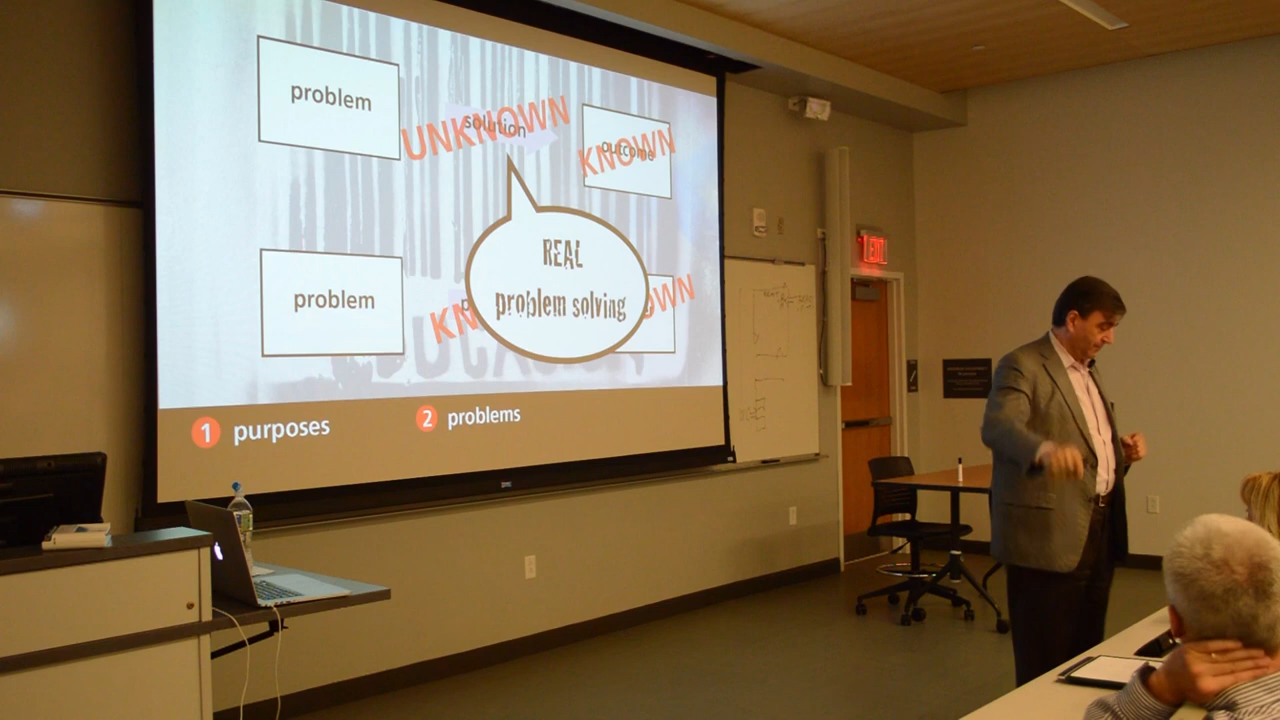 problem
solution
UNKNOWN
outcome
KNOWN
REAL
problem solving
problem
KN
OWN
1 purposes
2 problems
EXIT